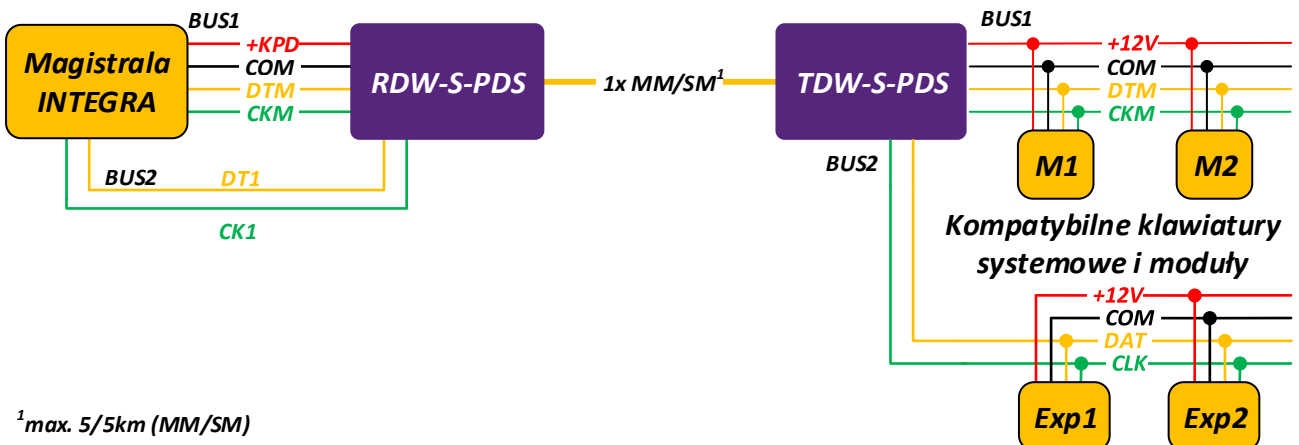 BUS1
Magistrala
INTEGRA
+KPD
COM
DTM
CKM
RDW-S-PDS
BUS2
DT1
CK1
1x MM/SM¹
TDW-S-PDS
BUS1
+12V
COM
DTM
CKM
BUS2
M1
M2
Kompatybilne klawiatury
systemowe i moduły
+12V
COM
DAT
CLK
Exp1
Exp2
¹max. 5/5km (MM/SM)